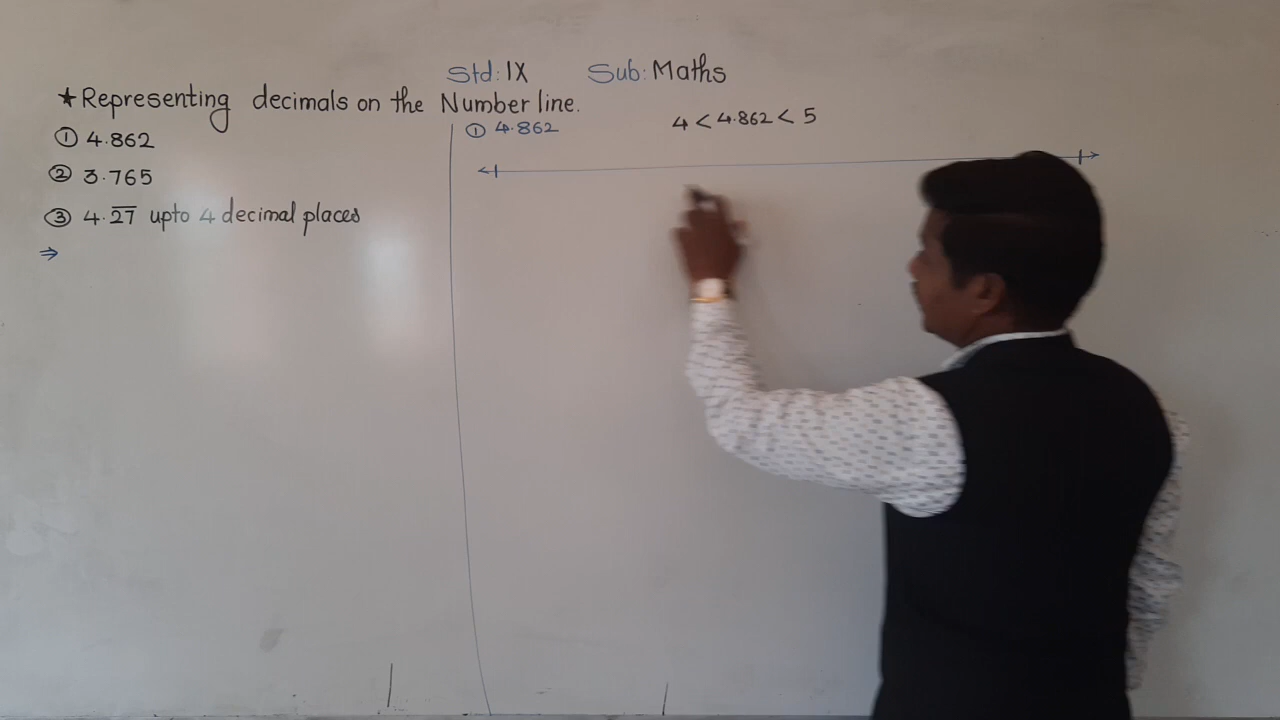 Std: IX Sub: Maths
★ Representing decimals on the Number line.
① 4.862
② 3.765
③ 4.2̅7̅ upto 4 decimal places
⇒
① 4.862
4 < 4.862 < 5